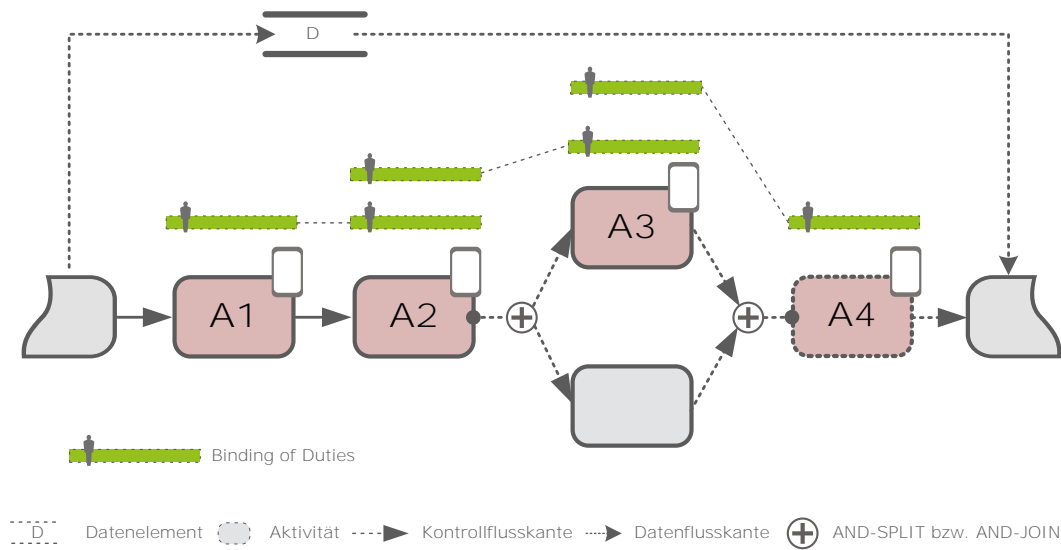 D
A3
A1
A2
A4
Binding of Duties
D Datenelement Aktivität Kontrollflusskante Datenflusskante AND-SPLIT bzw. AND-JOIN